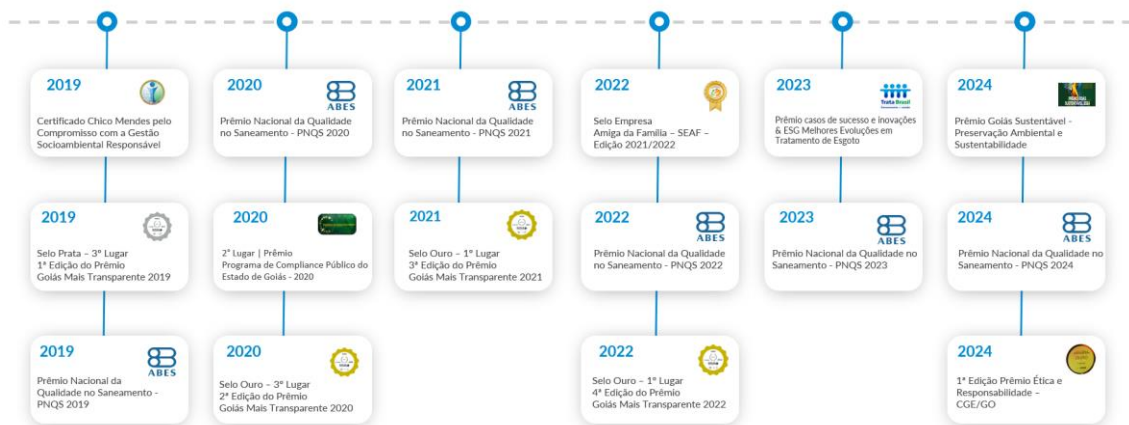 2019
Certificado Chico Mendes pelo
Compromisso com a Gestão
Socioambiental Responsável
2020
ABES
Prêmio Nacional da Qualidade
no Saneamento - PNQS 2020
2021
ABES
Prêmio Nacional da Qualidade
no Saneamento - PNQS 2021
2022
Selo Empresa
Amiga da Família – SEAF –
Edição 2021/2022
2023
Trata Brasil
Prêmio casos de sucesso e inovações
& ESG Melhores Evoluções em
Tratamento de Esgoto
2024
Prêmio Goiás Sustentável -
Preservação Ambiental e
Sustentabilidade
2019
Selo Prata – 3º Lugar
1ª Edição do Prêmio
Goiás Mais Transparente 2019
2020
2° Lugar | Prêmio
Programa de Compliance Público do
Estado de Goiás - 2020
2021
Selo Ouro – 1º Lugar
3ª Edição do Prêmio
Goiás Mais Transparente 2021
2022
ABES
Prêmio Nacional da Qualidade
no Saneamento - PNQS 2022
2023
ABES
Prêmio Nacional da Qualidade no
Saneamento - PNQS 2023
2024
ABES
Prêmio Nacional da Qualidade no
Saneamento - PNQS 2024
2019
ABES
Prêmio Nacional da
Qualidade no Saneamento -
PNQS 2019
2020
Selo Ouro – 3º Lugar
2ª Edição do Prêmio
Goiás Mais Transparente 2020
2022
Selo Ouro – 1º Lugar
4ª Edição do Prêmio
Goiás Mais Transparente 2022
2024
1ª Edição Prêmio Ética e
Responsabilidade –
CGE/GO